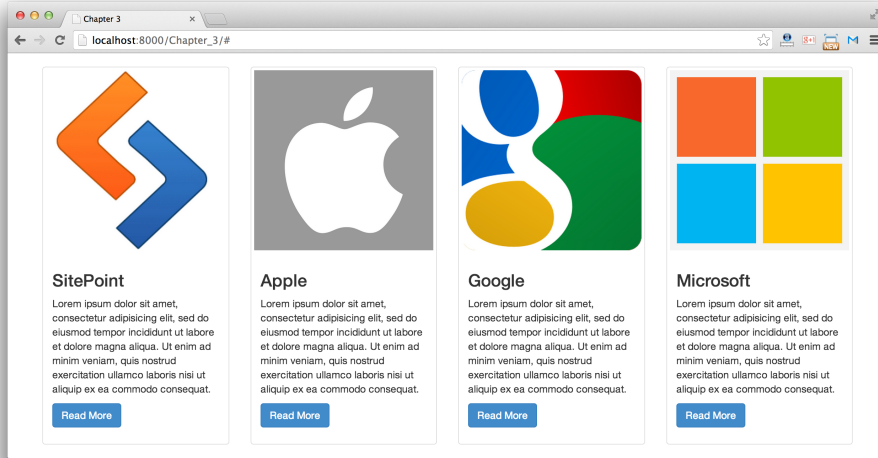 Chapter 3
localhost:8000/Chapter_3/#
NEW
SitePoint
Lorem ipsum dolor sit amet,
consectetur adipisicing elit, sed do
eiusmod tempor incididunt ut labore
et dolore magna aliqua. Ut enim ad
minim veniam, quis nostrud
exercitation ullamco laboris nisi ut
aliquip ex ea commodo consequat.
Read More
Apple
Lorem ipsum dolor sit amet,
consectetur adipisicing elit, sed do
eiusmod tempor incididunt ut labore
et dolore magna aliqua. Ut enim ad
minim veniam, quis nostrud
exercitation ullamco laboris nisi ut
aliquip ex ea commodo consequat.
Read More
Google
Lorem ipsum dolor sit amet,
consectetur adipisicing elit, sed do
eiusmod tempor incididunt ut labore
et dolore magna aliqua. Ut enim ad
minim veniam, quis nostrud
exercitation ullamco laboris nisi ut
aliquip ex ea commodo consequat.
Read More
Microsoft
Lorem ipsum dolor sit amet,
consectetur adipisicing elit, sed do
eiusmod tempor incididunt ut labore
et dolore magna aliqua. Ut enim ad
minim veniam, quis nostrud
exercitation ullamco laboris nisi ut
aliquip ex ea commodo consequat.
Read More